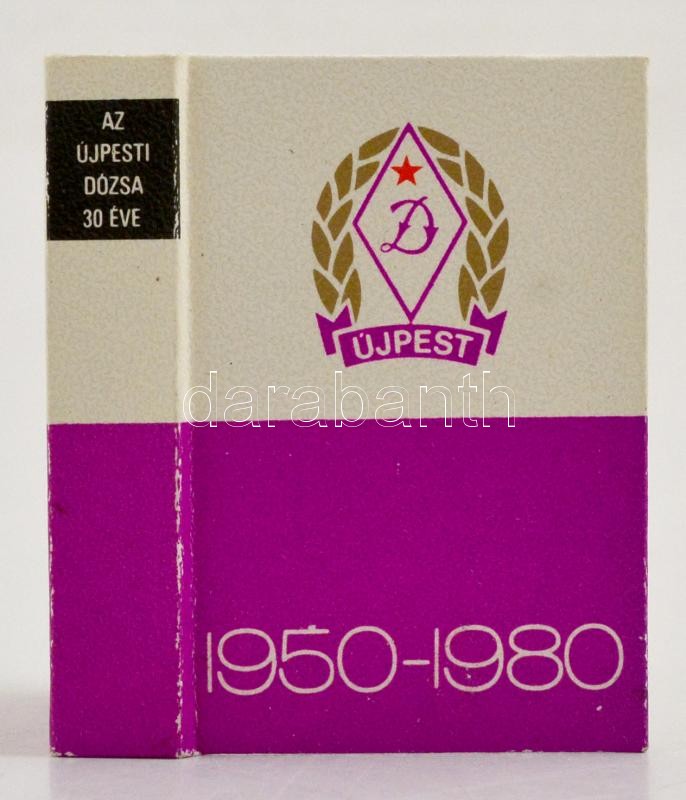 AZ
ÚJPESTI
DÓZSA
30 ÉVE
D
ÚJPEST
darabanth
1950-1980